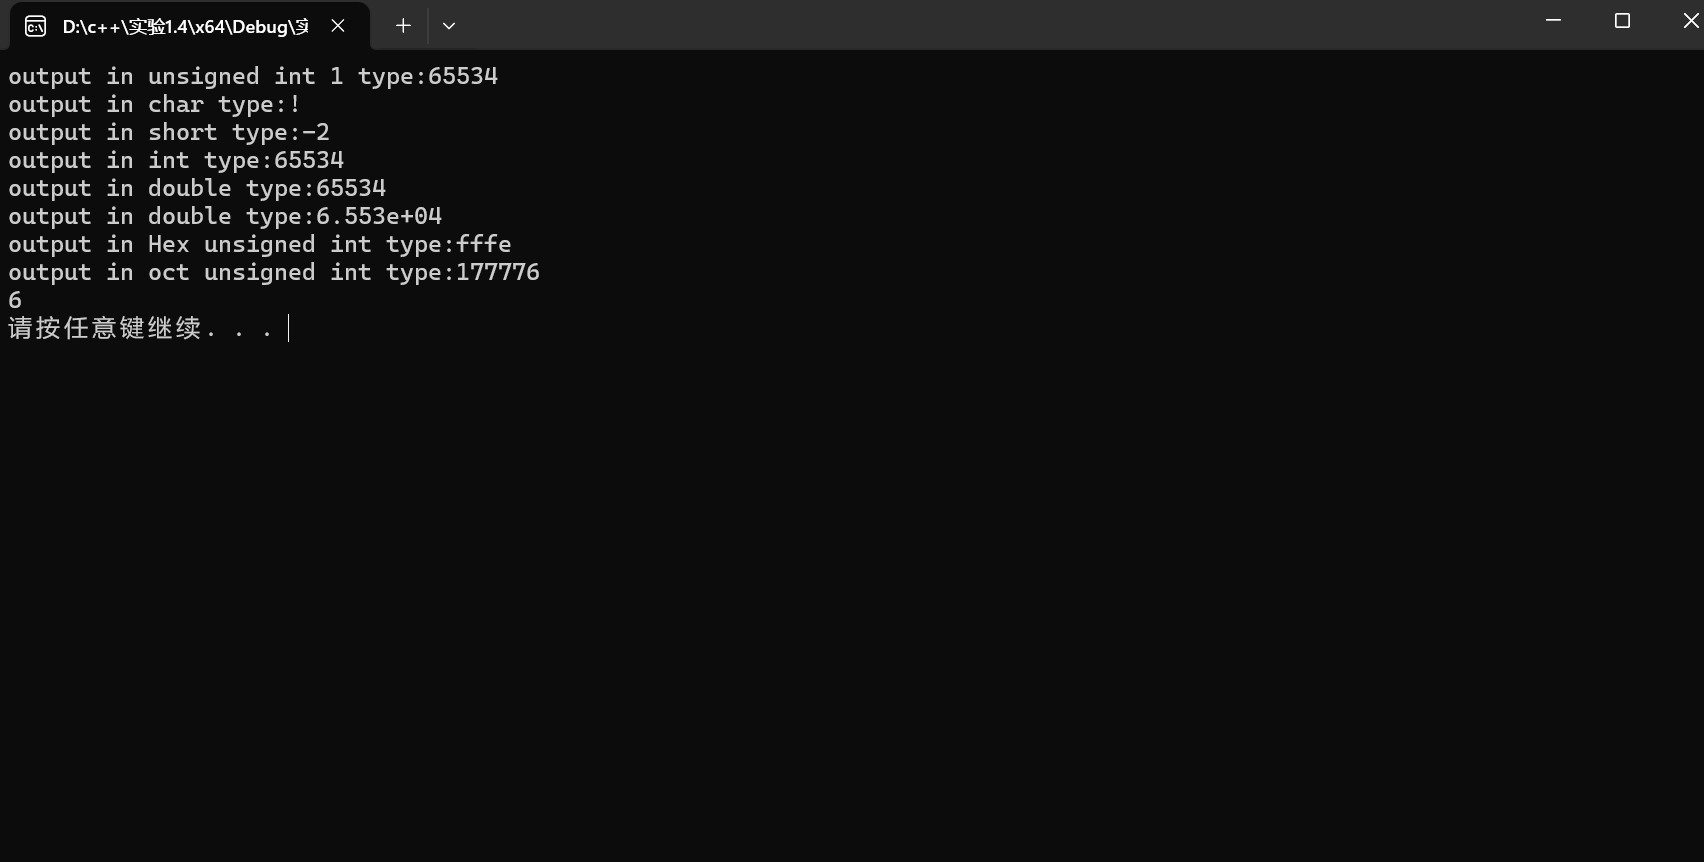 D:\c++\实验1.4\x64\Debug\实
output in unsigned int 1 type:65534
output in char type:!
output in short type:-2
output in int type:65534
output in double type:65534
output in double type:6.553e+04
output in Hex unsigned int type:fffe
output in oct unsigned int type:177776
6
请按任意键继续. . .